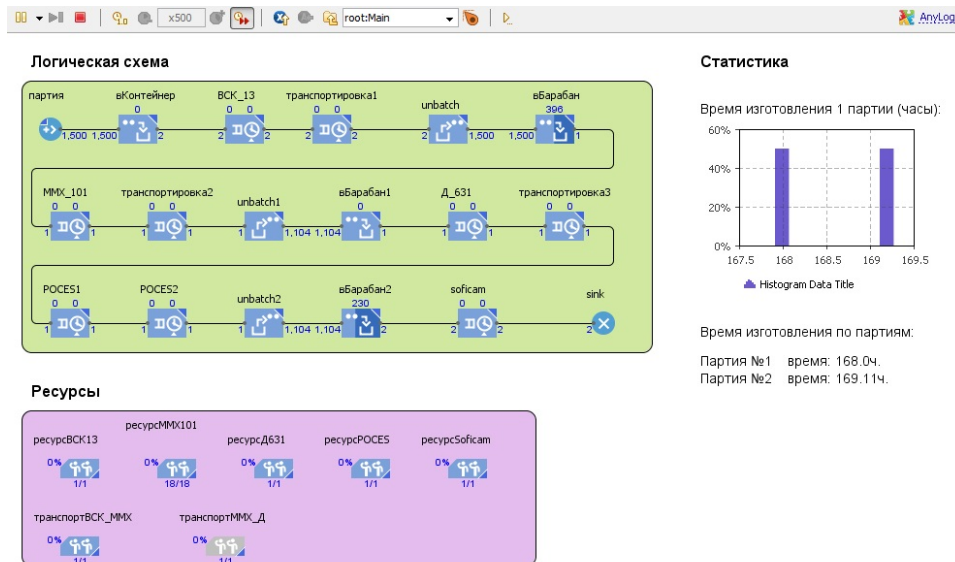 x500 root:Main AnyLog
Логическая схема
партия вКонтейнер ВСК_13 транспортировка1 unbatch вБарабан
0 0 0 0 0 396
1,500 1,500 2 2 2 2 2 2 1,500 1,500 1
ММХ_101 транспортировка2 unbatch1 вБарабан1 Д_631 транспортировка3
0 0 0 0 0 0 0 0 0
1 1 1 1 1 1,104 1,104 1 1 1 1 1
POCES1 POCES2 unbatch2 вБарабан2 soficam sink
0 0 0 0 230 0 0
1 1 1 1 1 1,104 1,104 2 2 2 2
Ресурсы
ресурсВСК13 ресурсММХ101 ресурсД631 ресурсPOCES ресурсSoficam
0% 0% 0% 0% 0%
1/1 18/18 1/1 1/1 1/1
транспортВСК_ММХ транспортММХ_Д
0% 0%
1/1 1/1
Статистика
Время изготовления 1 партии (часы):
60%
40%
20%
0%
167.5 168 168.5 169 169.5
Histogram Data Title
Время изготовления по партиям:
Партия №1 время: 168.0ч.
Партия №2 время: 169.11ч.